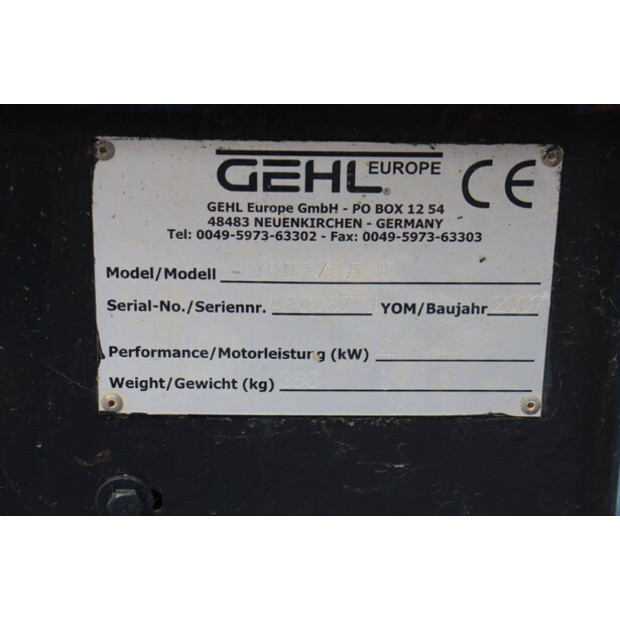 GEHL® EUROPE CE
GEHL Europe GmbH - PO BOX 12 54
48483 NEUENKIRCHEN - GERMANY
Tel: 0049-5973-63302 - Fax: 0049-5973-63303
Model/Modell
Serial-No./Seriennr. YOM/Baujahr 2007
Performance/Motorleistung (kW)
Weight/Gewicht (kg)